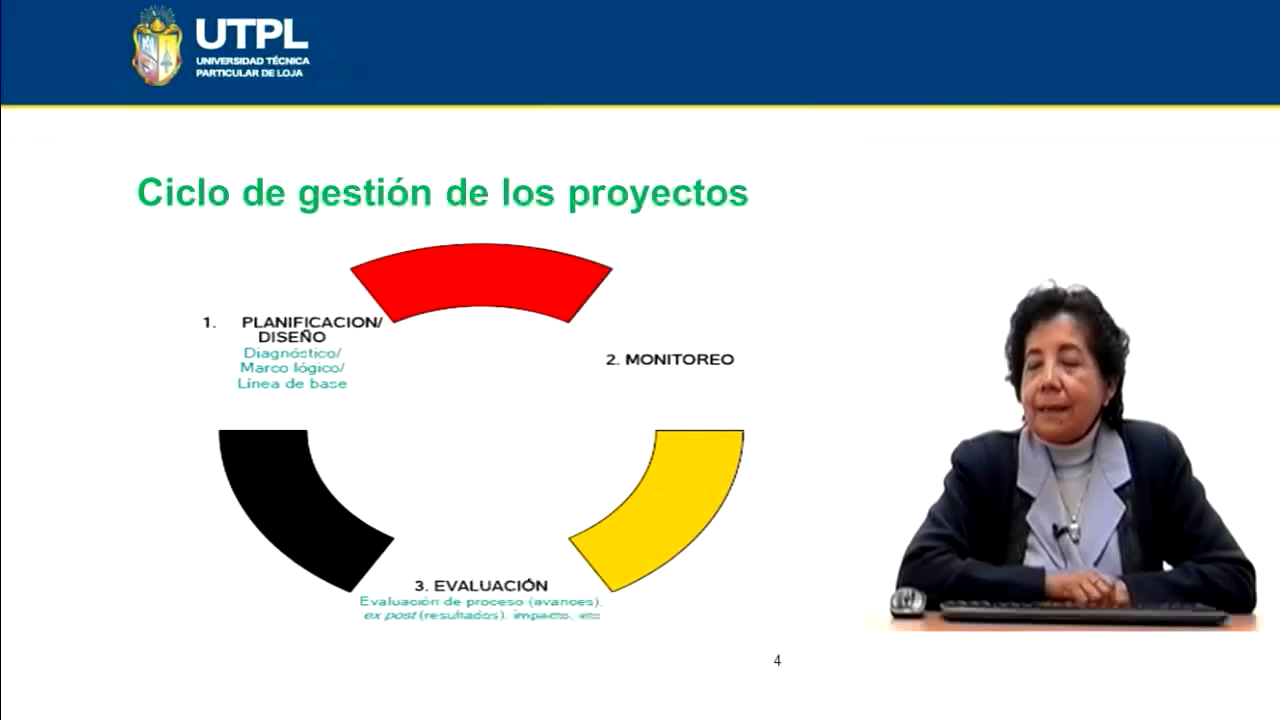 UTPL
UNIVERSIDAD TÉCNICA
PARTICULAR DE LOJA
Ciclo de gestión de los proyectos
1. PLANIFICACION/
DISEÑO
Diagnóstico/
Marco lógico/
Línea de base
2. MONITOREO
3. EVALUACIÓN
Evaluación de proceso (avances),
ex post (resultados), impacto, etc
4